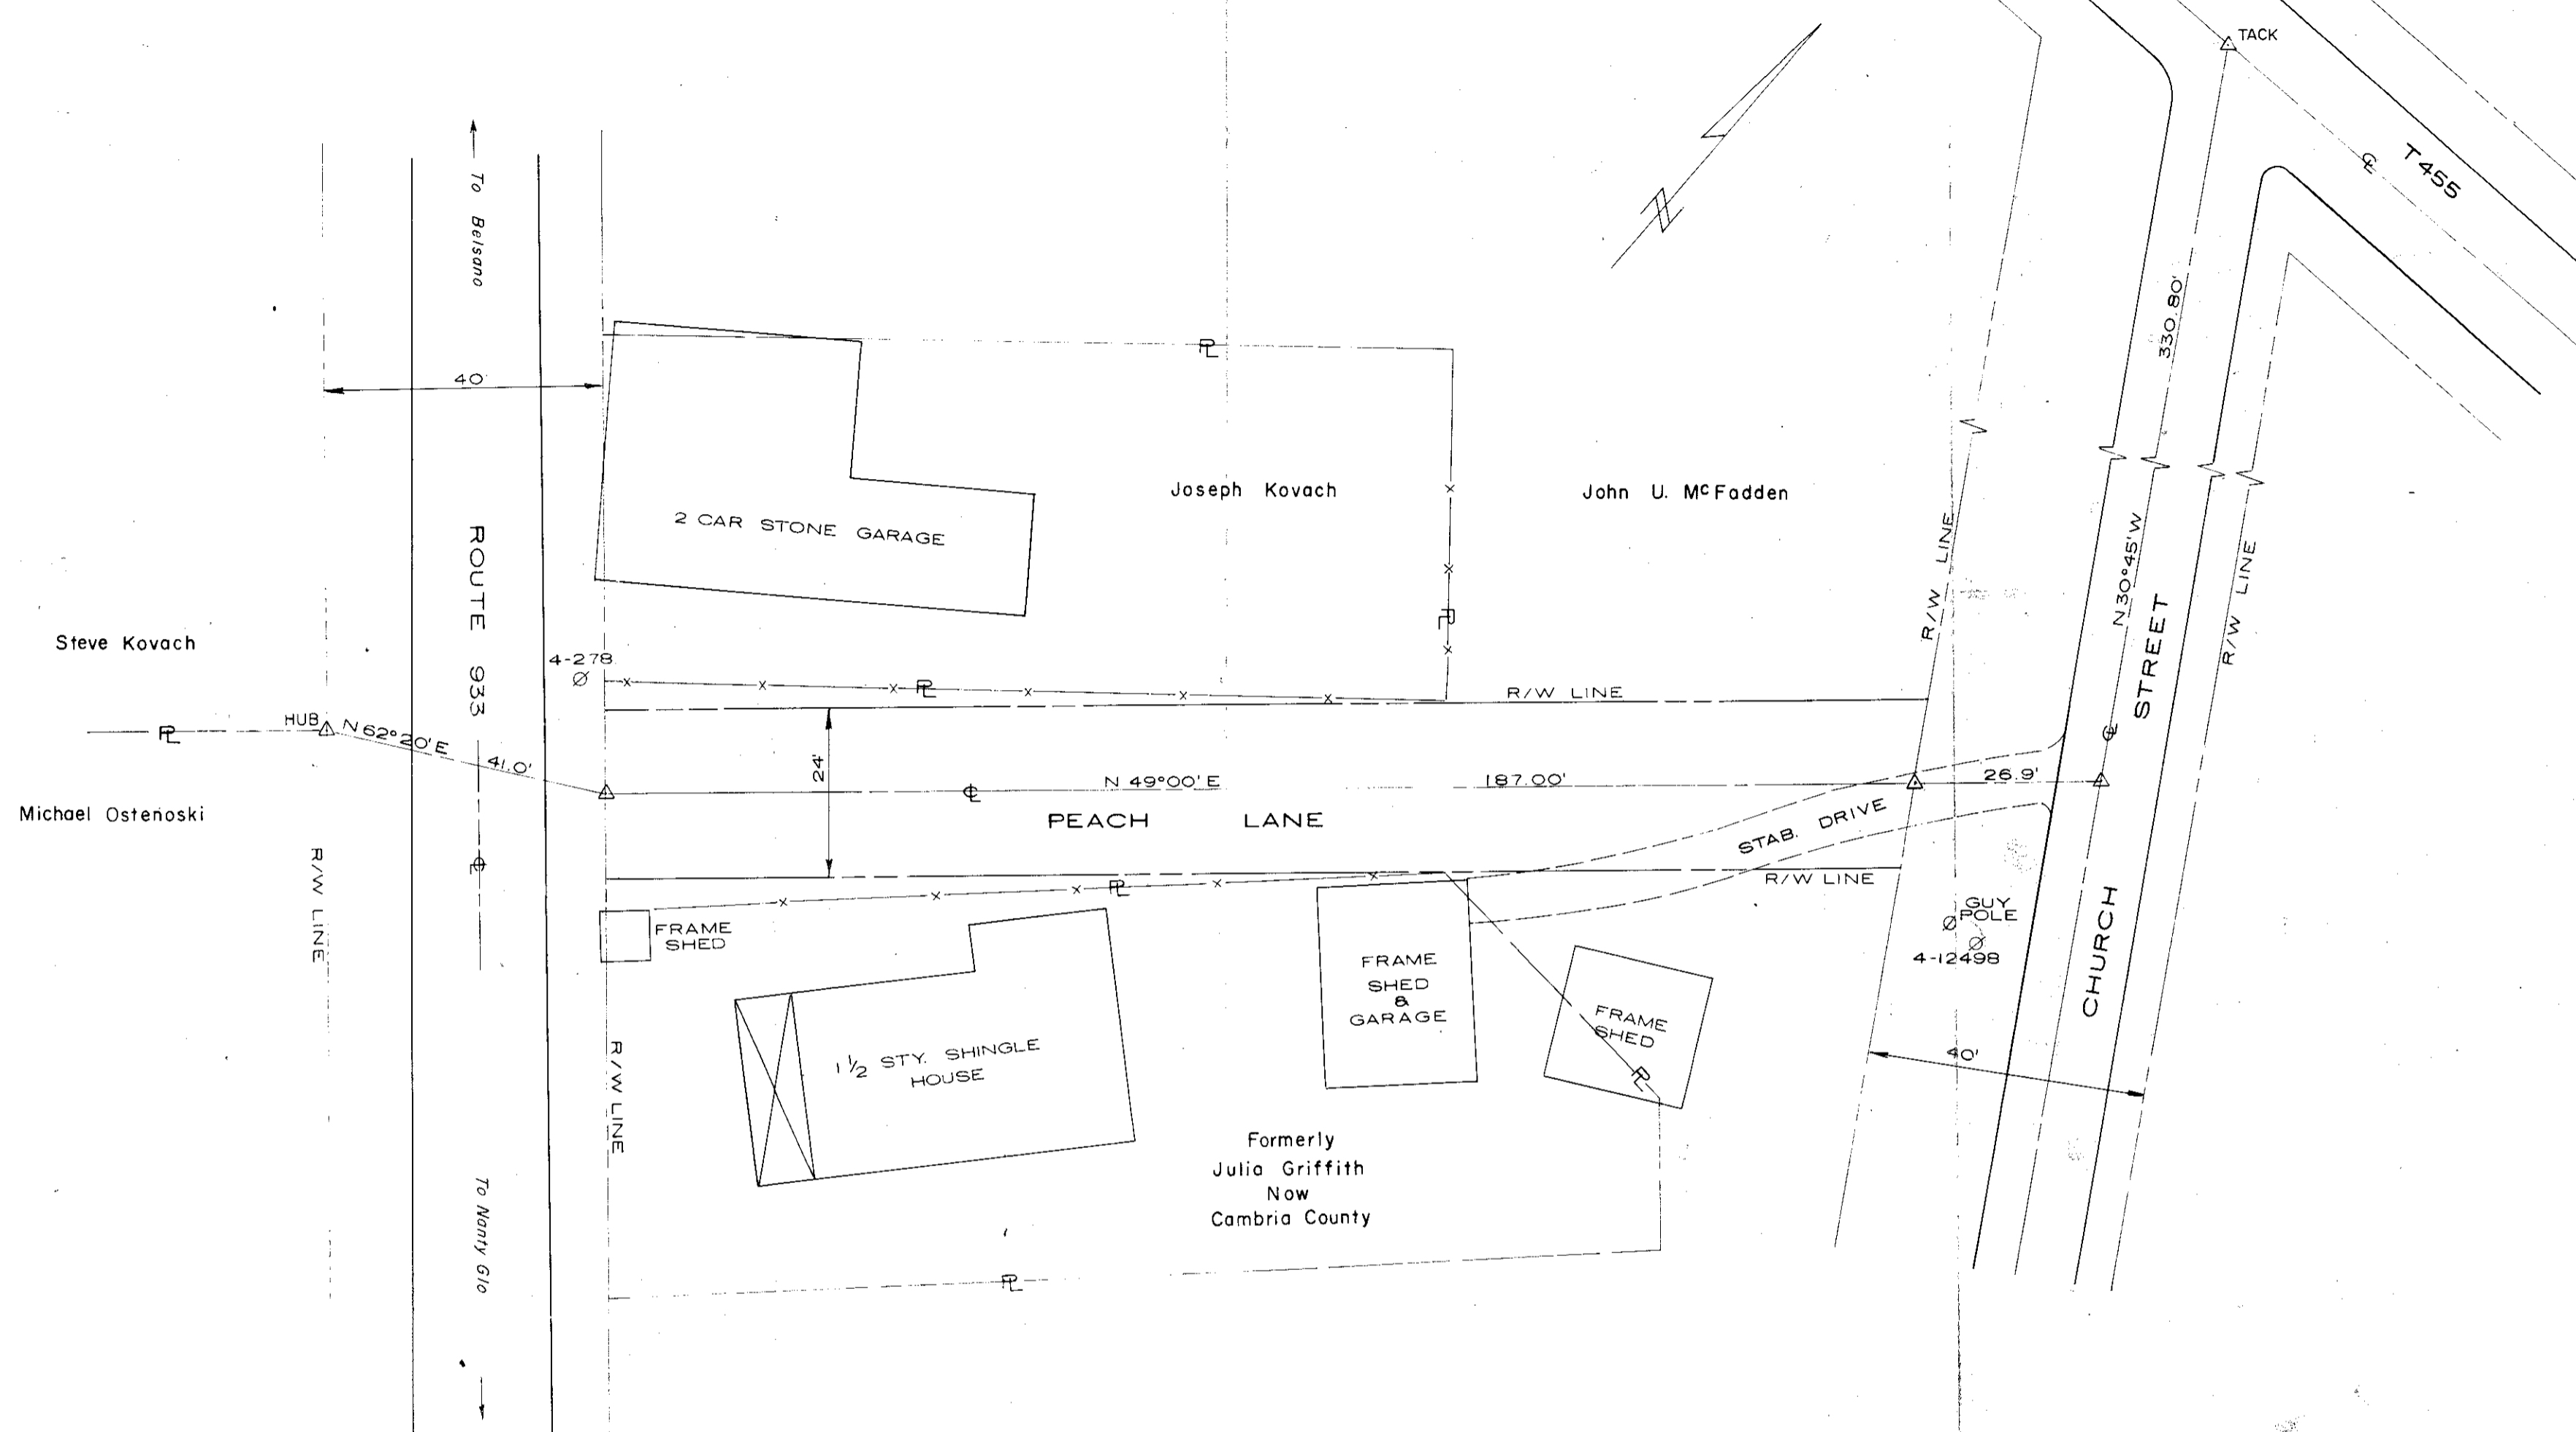 TACK
T 455
To Belsano
330.80'
40'
Joseph Kovach
John U. McFadden
2 CAR STONE GARAGE
ROUTE 933
N 30°45' W
R/W LINE
R/W LINE
STREET
Steve Kovach
4-278
R/W LINE
HUB
N 62°20' E
41.0'
24'
N 49°00' E
187.00'
26.9'
Michael Ostenoski
PEACH LANE
STAB. DRIVE
R/W LINE
R/W LINE
GUY
POLE
4-12498
FRAME
SHED
FRAME
SHED
&
GARAGE
FRAME
SHED
CHURCH
R/W LINE
1 1/2 STY. SHINGLE
HOUSE
40'
Formerly
Julia Griffith
Now
Cambria County
To Nanty Glo